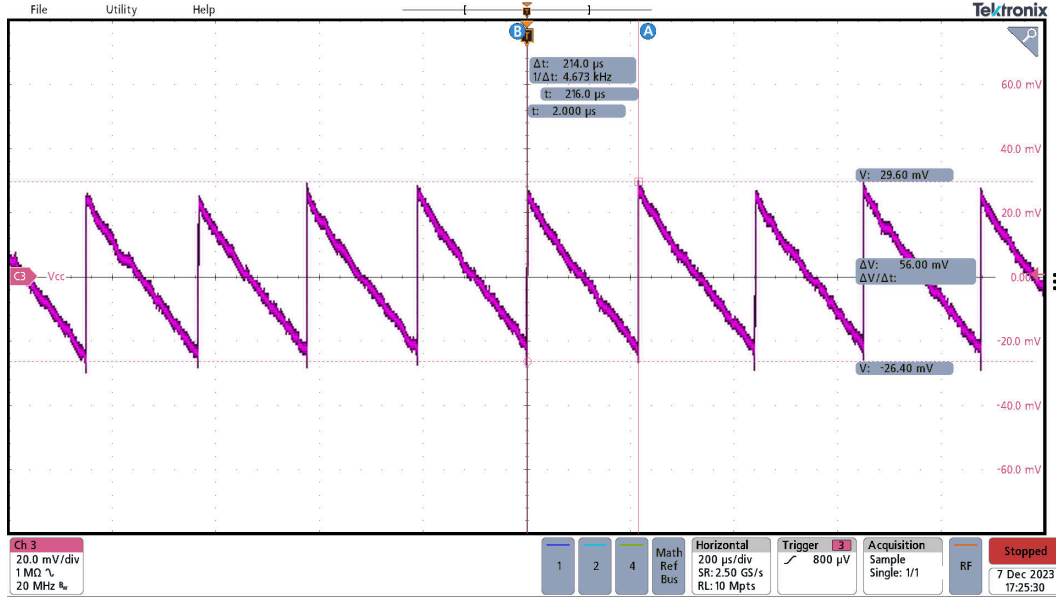 File Utility Help
Tektronix
B
A
Δt: 214.0 µs
1/Δt: 4.673 kHz
t: 216.0 µs
t: 2.000 µs
60.0 mV
40.0 mV
V: 29.60 mV
20.0 mV
C3 Vcc
ΔV: 56.00 mV
ΔV/Δt:
-20.0 mV
V: -26.40 mV
-40.0 mV
-60.0 mV
Ch 3
20.0 mV/div
1 MΩ
20 MHz Bw
1
2
4
Math
Ref
Bus
Horizontal
200 µs/div
SR: 2.50 GS/s
RL: 10 Mpts
Trigger 3
800 µV
Acquisition
Sample
Single: 1/1
RF
Stopped
7 Dec 2023
17:25:30